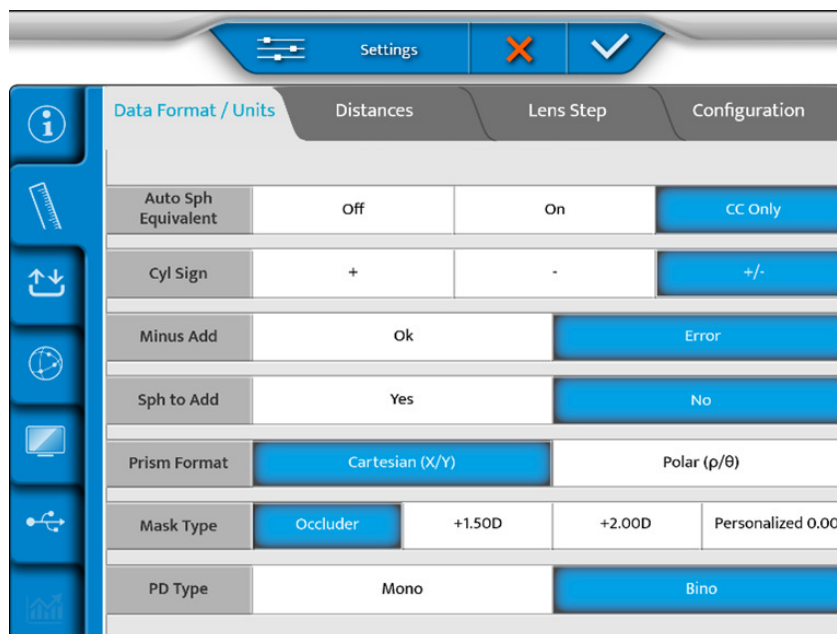 Settings
Data Format / Units Distances Lens Step Configuration
Auto Sph
Equivalent Off On CC Only
Cyl Sign + - +/-
Minus Add Ok Error
Sph to Add Yes No
Prism Format Cartesian (X/Y) Polar (ρ/θ)
Mask Type Occluder +1.50D +2.00D Personalized 0.00
PD Type Mono Bino